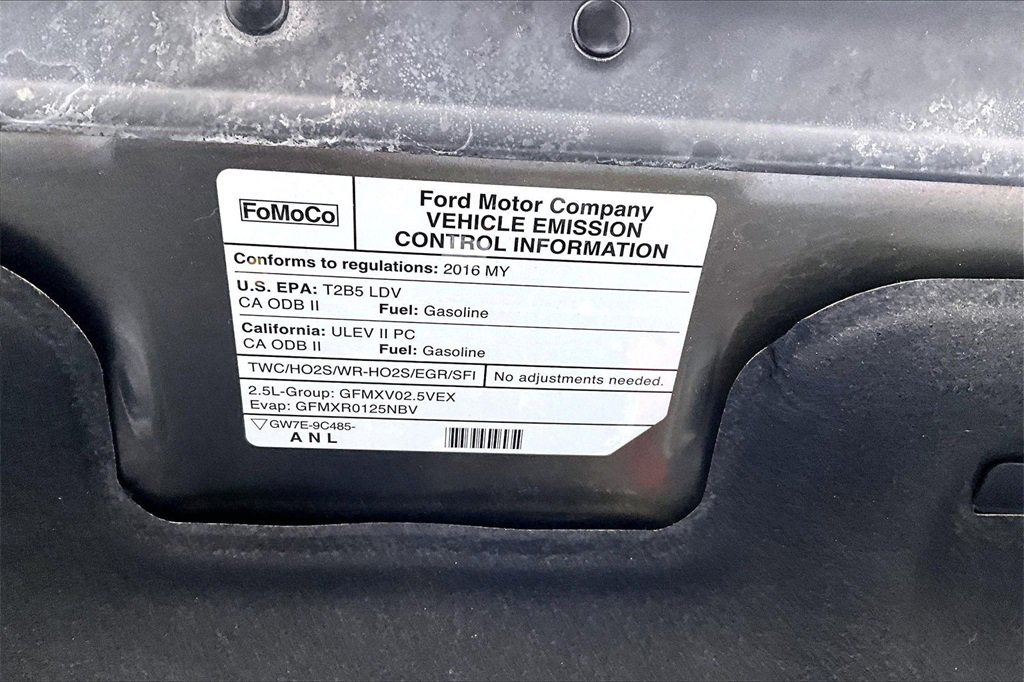 FoMoCo
Ford Motor Company
VEHICLE EMISSION
CONTROL INFORMATION
Conforms to regulations: 2016 MY
U.S. EPA: T2B5 LDV
CA ODB II Fuel: Gasoline
California: ULEV II PC
CA ODB II Fuel: Gasoline
TWC/HO2S/WR-HO2S/EGR/SFI No adjustments needed.
2.5L-Group: GFMXV02.5VEX
Evap: GFMXR0125NBV
GW7E-9C485-
ANL